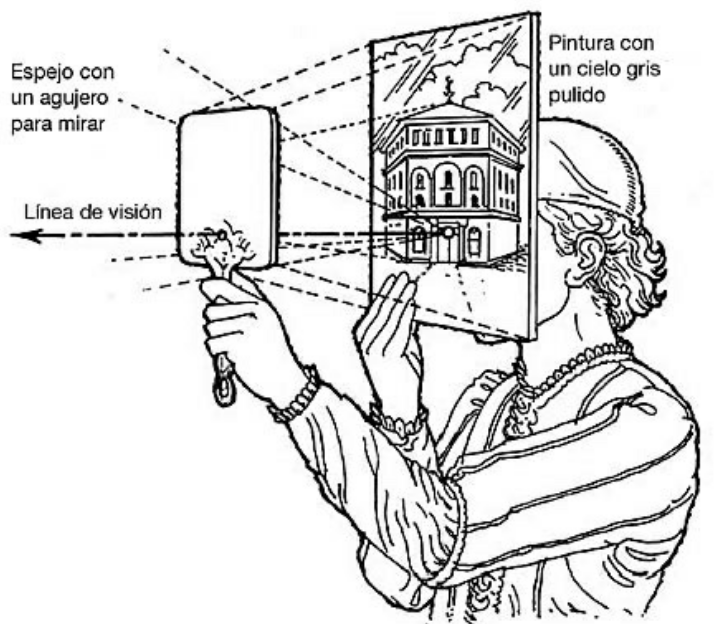 Espejo con
un agujero
para mirar
Pintura con
un cielo gris
pulido
Línea de visión